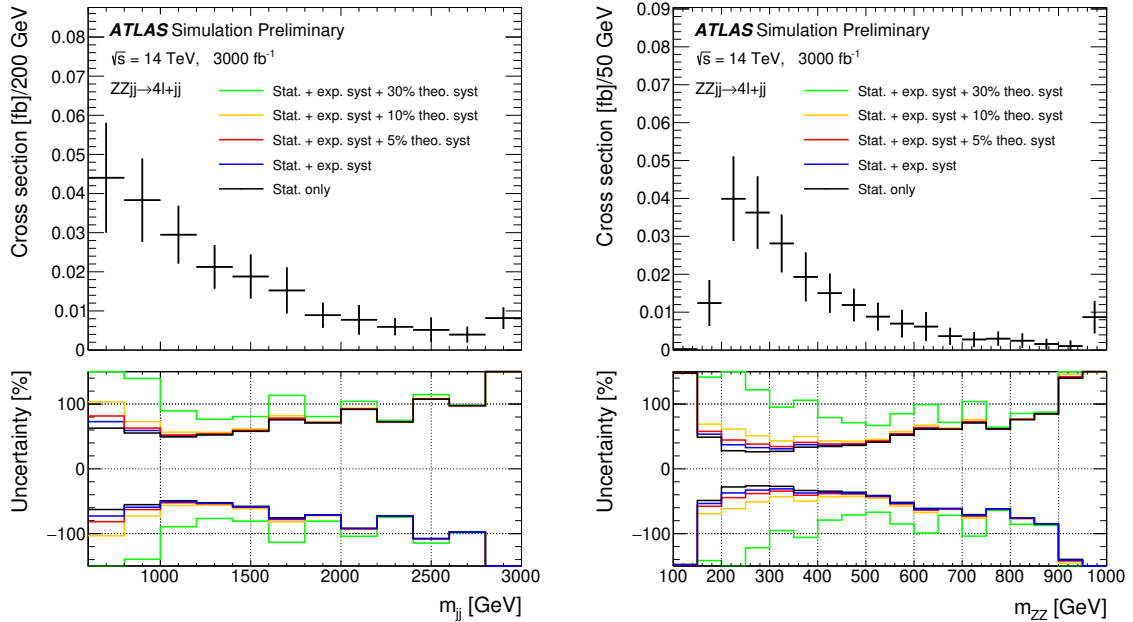 Cross section [fb]/200 GeV
0.08
0.07
0.06
0.05
0.04
0.03
0.02
0.01
0
ATLAS Simulation Preliminary
√s = 14 TeV, 3000 fb⁻¹
ZZjj→4l+jj
Stat. + exp. syst + 30% theo. syst
Stat. + exp. syst + 10% theo. syst
Stat. + exp. syst + 5% theo. syst
Stat. + exp. syst
Stat. only
Uncertainty [%]
100
0
−100
1000 1500 2000 2500 3000
m_jj [GeV]
Cross section [fb]/50 GeV
0.09
0.08
0.07
0.06
0.05
0.04
0.03
0.02
0.01
0
ATLAS Simulation Preliminary
√s = 14 TeV, 3000 fb⁻¹
ZZjj→4l+jj
Stat. + exp. syst + 30% theo. syst
Stat. + exp. syst + 10% theo. syst
Stat. + exp. syst + 5% theo. syst
Stat. + exp. syst
Stat. only
Uncertainty [%]
100
0
−100
100 200 300 400 500 600 700 800 900 1000
m_ZZ [GeV]